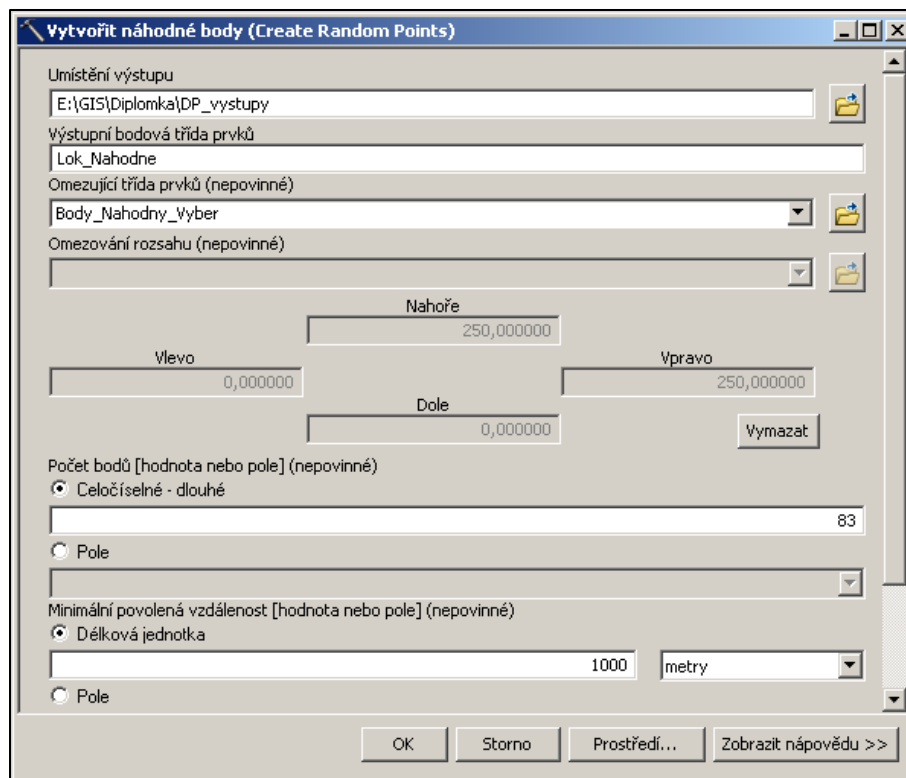 Vytvořit náhodné body (Create Random Points)
Umístění výstupu
E:\GIS\Diplomka\DP_vystupy
Výstupní bodová třída prvků
Lok_Nahodne
Omezující třída prvků (nepovinné)
Body_Nahodny_Vyber
Omezování rozsahu (nepovinné)
Nahoře
250,000000
Vlevo
0,000000
Vpravo
250,000000
Dole
0,000000
Vymazat
Počet bodů [hodnota nebo pole] (nepovinné)
Celočíselné - dlouhé
83
Pole
Minimální povolená vzdálenost [hodnota nebo pole] (nepovinné)
Délková jednotka
1000 metry
Pole
OK Storno Prostředí... Zobrazit nápovědu >>